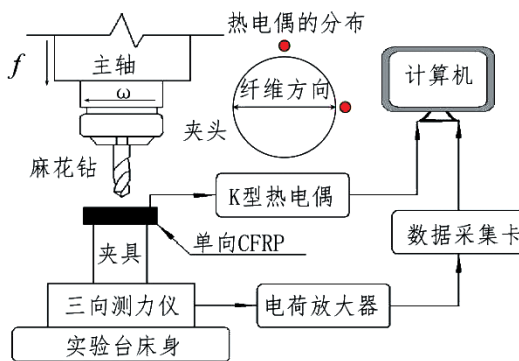 热电偶的分布
f
主轴
ω
纤维方向
夹头
计算机
麻花钻
K型热电偶
单向CFRP
数据采集卡
夹具
三向测力仪
电荷放大器
实验台床身